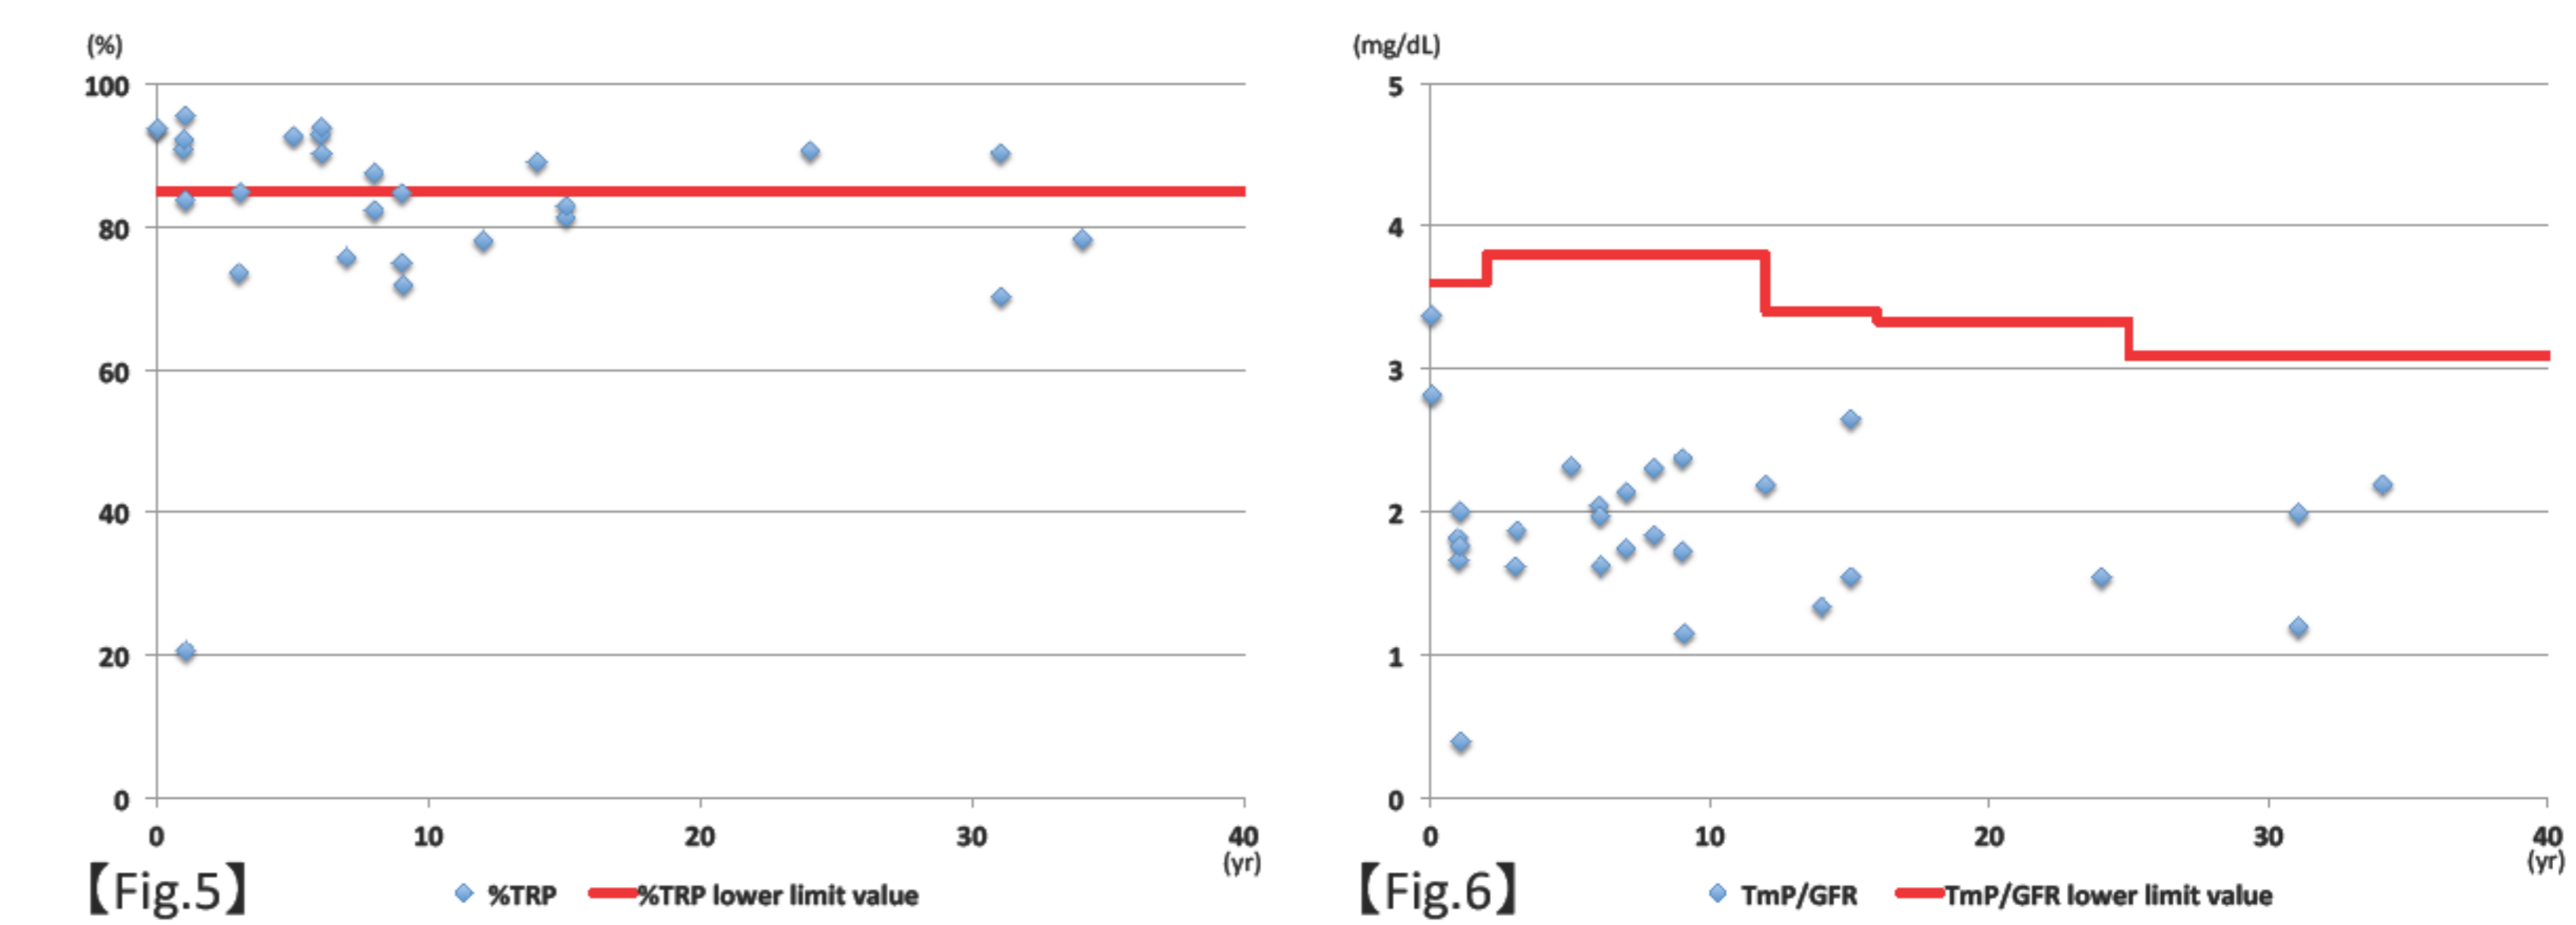 (%)
100
80
60
40
20
0
0 10 20 30 40
(yr)
【Fig.5】
%TRP %TRP lower limit value
(mg/dL)
5
4
3
2
1
0
0 10 20 30 40
(yr)
【Fig.6】
TmP/GFR TmP/GFR lower limit value